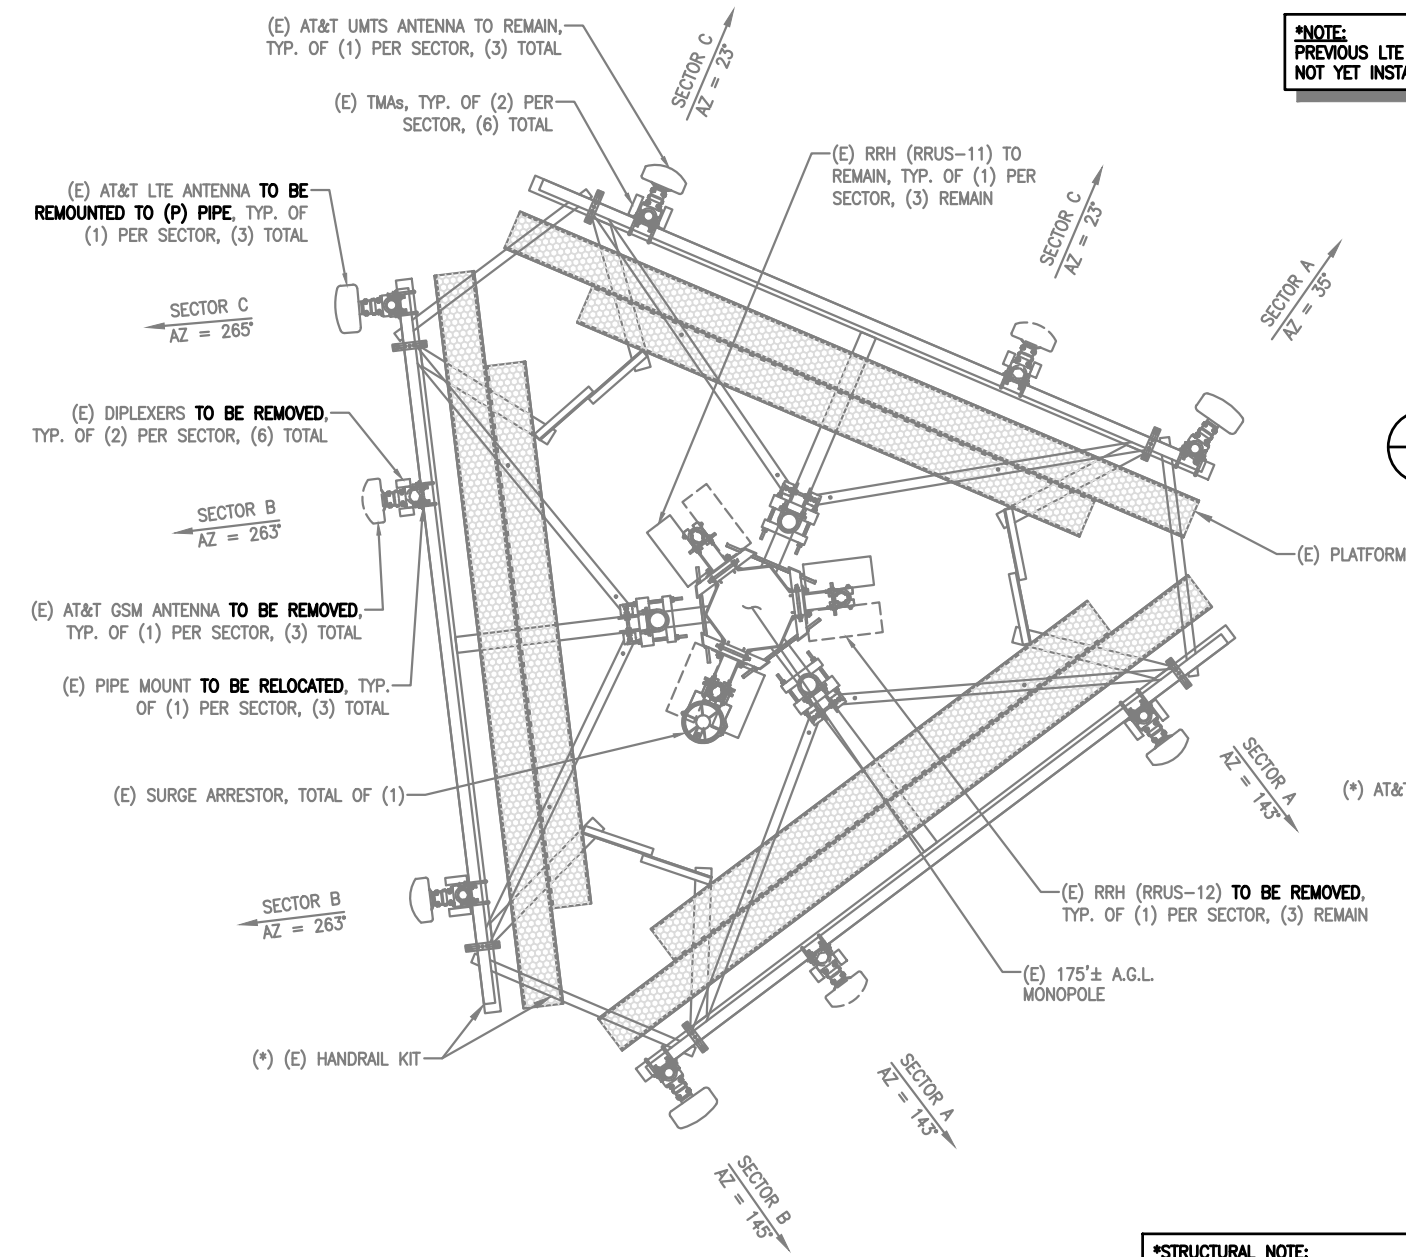 (E) AT&T UMTS ANTENNA TO REMAIN,
TYP. OF (1) PER SECTOR, (3) TOTAL
(E) TMAs, TYP. OF (2) PER
SECTOR, (6) TOTAL
SECTOR C
AZ = 23°
*NOTE:
PREVIOUS LTE
NOT YET
(E) RRH (RRUS-11) TO
REMAIN, TYP. OF (1) PER
SECTOR, (3) REMAIN
(E) AT&T LTE ANTENNA TO BE
REMOUNTED TO (P) PIPE, TYP. OF
(1) PER SECTOR, (3) TOTAL
SECTOR C
AZ = 23°
SECTOR A
AZ = 35°
SECTOR C
AZ = 265°
(E) DIPLEXERS TO BE REMOVED,
TYP. OF (2) PER SECTOR, (6) TOTAL
SECTOR B
AZ = 263°
(E) PLATFORM
(E) AT&T GSM ANTENNA TO BE REMOVED,
TYP. OF (1) PER SECTOR, (3) TOTAL
(E) PIPE MOUNT TO BE RELOCATED, TYP.
OF (1) PER SECTOR, (3) TOTAL
(E) SURGE ARRESTOR, TOTAL OF (1)
SECTOR A
AZ = 143°
(*) AT&T
SECTOR B
AZ = 263°
(E) RRH (RRUS-12) TO BE REMOVED,
TYP. OF (1) PER SECTOR, (3) REMAIN
(E) 175'± A.G.L.
MONOPOLE
(*) (E) HANDRAIL KIT
SECTOR A
AZ = 143°
SECTOR B
AZ = 145°
*STRUCTURAL NOTE: